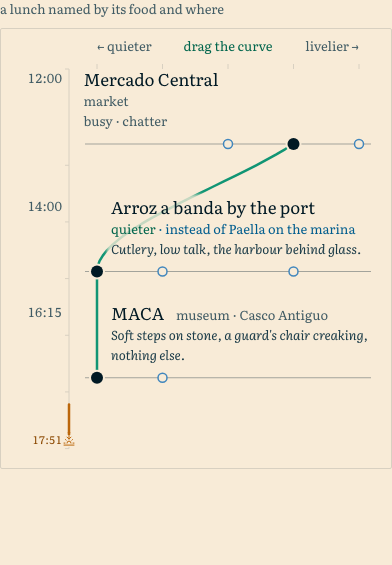 a lunch named by its food and where
← quieter drag the curve livelier →
12:00 Mercado Central
market
busy · chatter
14:00 Arroz a banda by the port
quieter · instead of Paella on the marina
Cutlery, low talk, the harbour behind glass.
16:15 MACA museum · Casco Antiguo
Soft steps on stone, a guard's chair creaking,
nothing else.
17:51